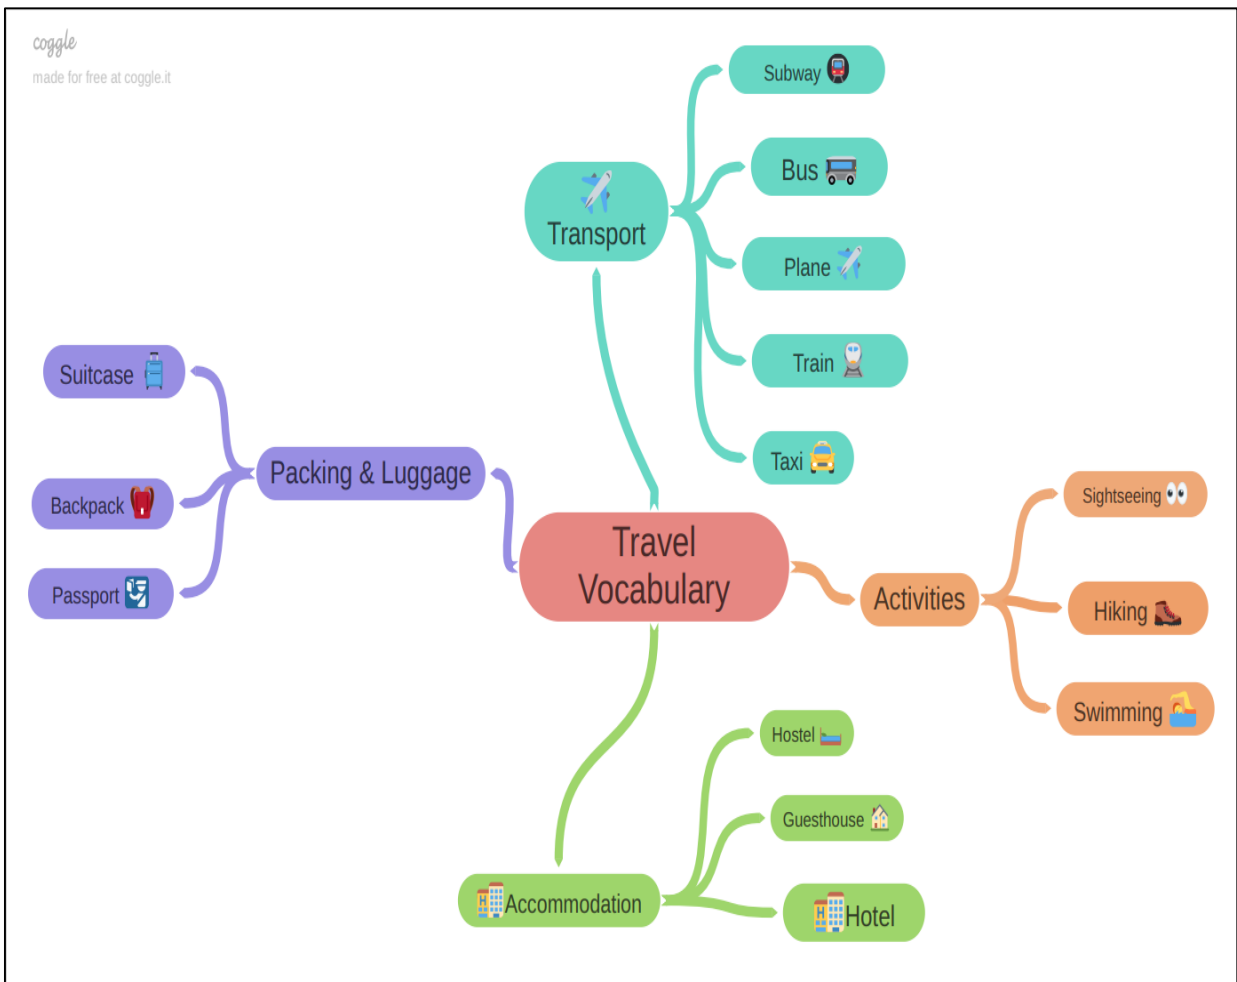 coggle
made for free at coggle.it
Travel
Vocabulary
Transport
Subway
Bus
Plane
Train
Taxi
Packing & Luggage
Suitcase
Backpack
Passport
Activities
Sightseeing
Hiking
Swimming
Accommodation
Hostel
Guesthouse
Hotel